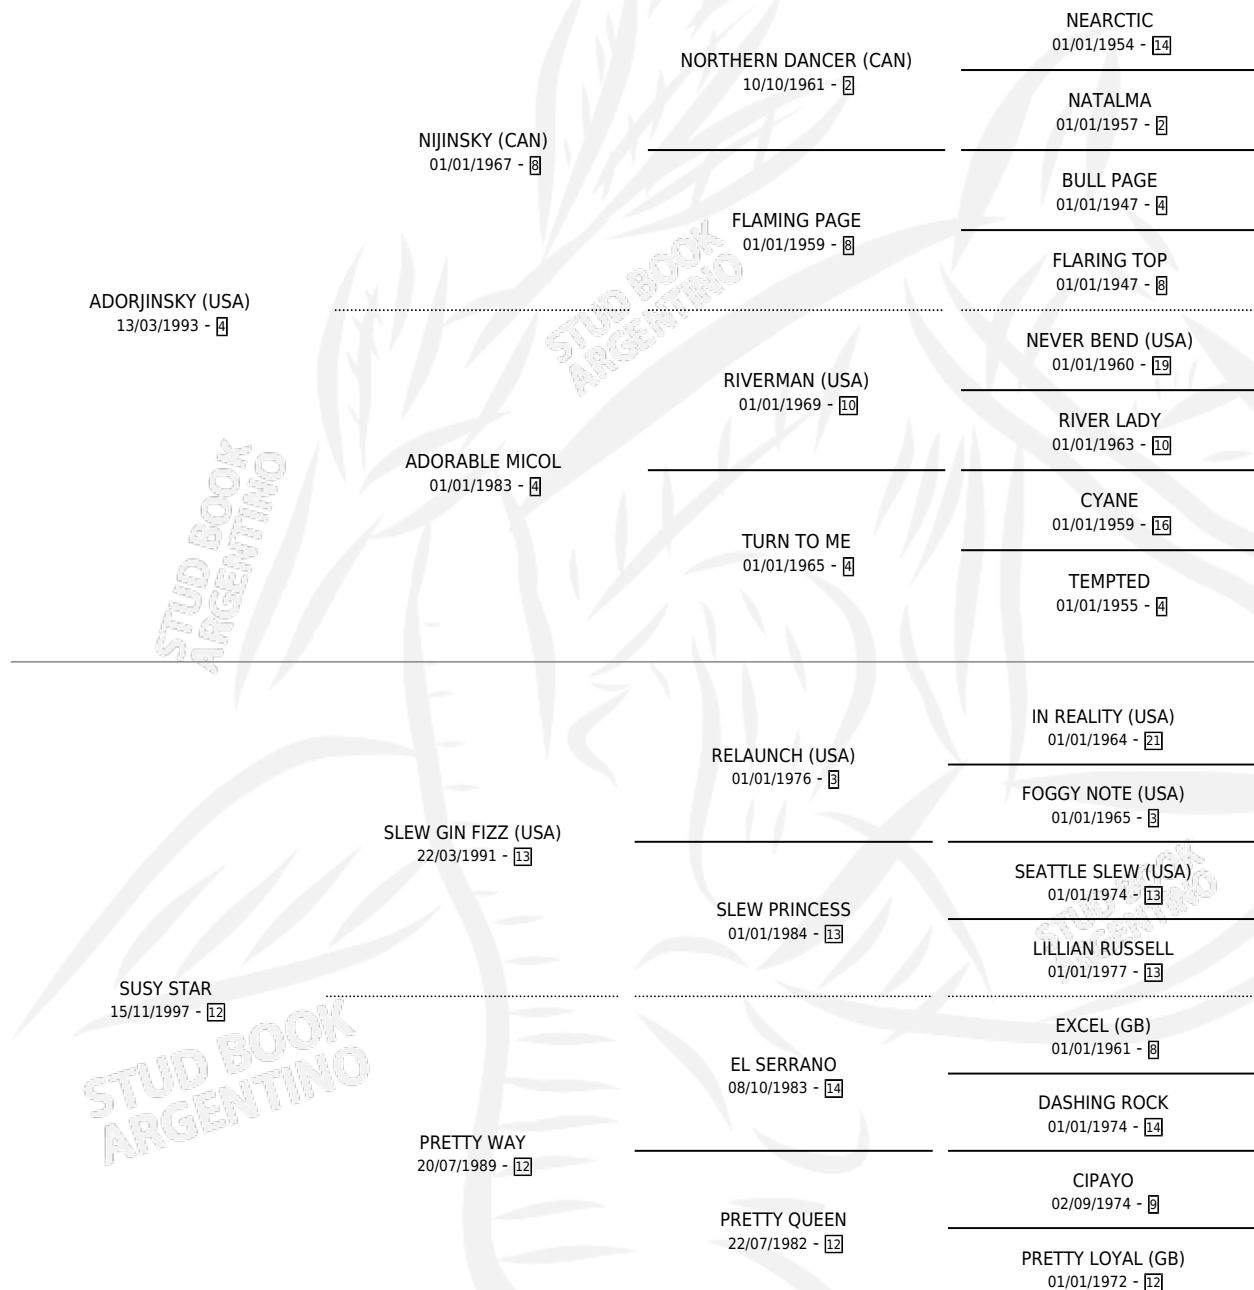 NEARCTIC
01/01/1954 - 14
NORTHERN DANCER (CAN)
10/10/1961 - 2
NATALMA
01/01/1957 - 2
NIJINSKY (CAN)
01/01/1967 - 8
BULL PAGE
01/01/1947 - 4
FLAMING PAGE
01/01/1959 - 8
FLARING TOP
01/01/1947 - 8
ADORJINSKY (USA)
13/03/1993 - 4
NEVER BEND (USA)
01/01/1960 - 19
RIVERMAN (USA)
01/01/1969 - 10
RIVER LADY
01/01/1963 - 10
ADORABLE MICOL
01/01/1983 - 4
CYANE
01/01/1959 - 16
TURN TO ME
01/01/1965 - 4
TEMPTED
01/01/1955 - 4
IN REALITY (USA)
01/01/1964 - 21
RELAUNCH (USA)
01/01/1976 - 3
FOGGY NOTE (USA)
01/01/1965 - 3
SLEW GIN FIZZ (USA)
22/03/1991 - 13
SEATTLE SLEW (USA)
01/01/1974 - 13
SLEW PRINCESS
01/01/1984 - 13
LILLIAN RUSSELL
01/01/1977 - 13
SUSY STAR
15/11/1997 - 12
EXCEL (GB)
01/01/1961 - 8
EL SERRANO
08/10/1983 - 14
DASHING ROCK
01/01/1974 - 14
PRETTY WAY
20/07/1989 - 12
CIPAYO
02/09/1974 - 9
PRETTY QUEEN
22/07/1982 - 12
PRETTY LOYAL (GB)
01/01/1972 - 12
STUD BOOK
ARGENTINO
STUD BOOK
ARGENTINO
STUD BOOK
ARGENTINO
STUD BOOK
ARGENTINO